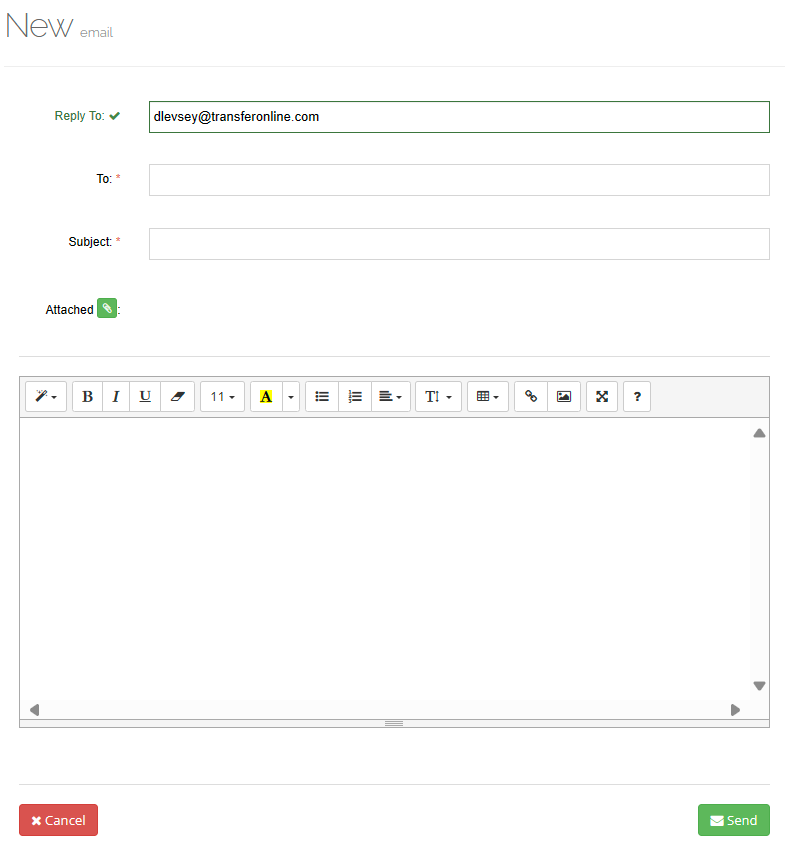 New email
Reply To:
dlevsey@transferonline.com
To: *
Subject: *
Attached :
B I U 11 A T ?
Cancel
Send